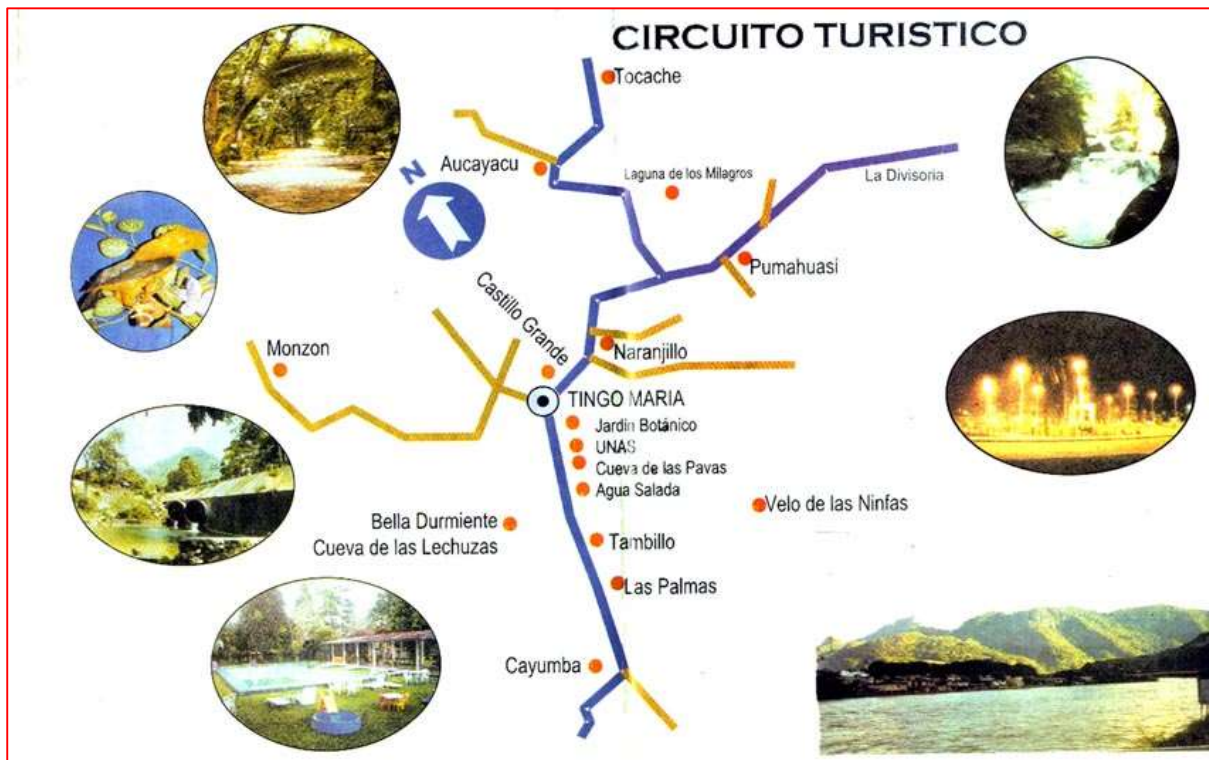 CIRCUITO TURISTICO
Tocache
Aucayacu
Laguna de los Milagros
La Divisoria
N
Pumahuasi
Castillo Grande
Monzon
Naranjillo
TINGO MARIA
Jardín Botánico
UNAS
Cueva de las Pavas
Agua Salada
Velo de las Ninfas
Bella Durmiente
Cueva de las Lechuzas
Tambillo
Las Palmas
Cayumba